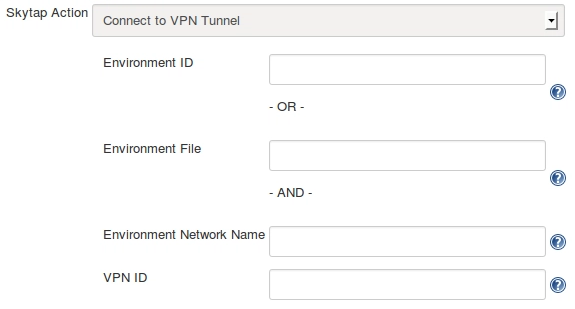 Skytap Action Connect to VPN Tunnel
Environment ID
?
- OR -
Environment File
?
- AND -
Environment Network Name
?
VPN ID
?